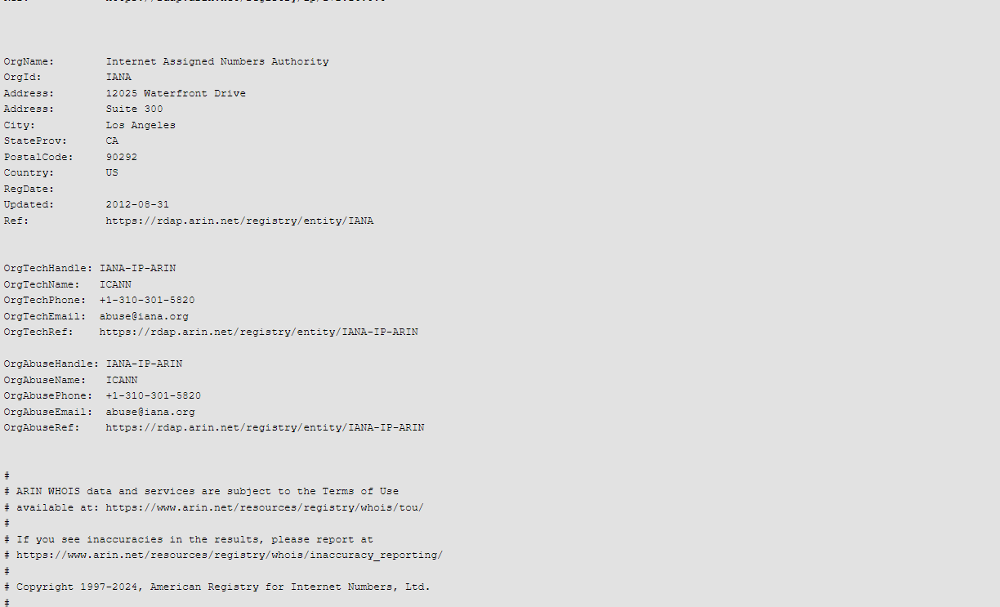 OrgName: Internet Assigned Numbers Authority
OrgId: IANA
Address: 12025 Waterfront Drive
Address: Suite 300
City: Los Angeles
StateProv: CA
PostalCode: 90292
Country: US
RegDate:
Updated: 2012-08-31
Ref: https://rdap.arin.net/registry/entity/IANA
OrgTechHandle: IANA-IP-ARIN
OrgTechName: ICANN
OrgTechPhone: +1-310-301-5820
OrgTechEmail: abuse@iana.org
OrgTechRef: https://rdap.arin.net/registry/entity/IANA-IP-ARIN
OrgAbuseHandle: IANA-IP-ARIN
OrgAbuseName: ICANN
OrgAbusePhone: +1-310-301-5820
OrgAbuseEmail: abuse@iana.org
OrgAbuseRef: https://rdap.arin.net/registry/entity/IANA-IP-ARIN
#
# ARIN WHOIS data and services are subject to the Terms of Use
# available at: https://www.arin.net/resources/registry/whois/tou/
#
# If you see inaccuracies in the results, please report at
# https://www.arin.net/resources/registry/whois/inaccuracy_reporting/
#
# Copyright 1997-2024, American Registry for Internet Numbers, Ltd.
#